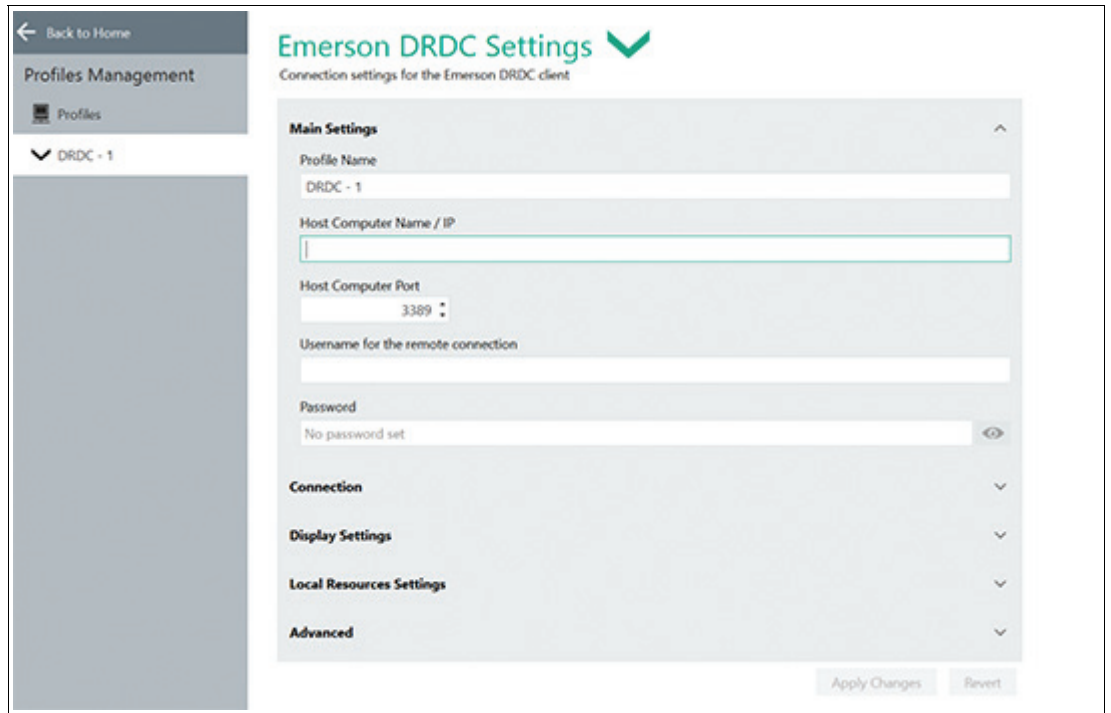 Back to Home
Profiles Management
Profiles
DRDC - 1
Emerson DRDC Settings
Connection settings for the Emerson DRDC client
Main Settings
Profile Name
DRDC - 1
Host Computer Name / IP
Host Computer Port
3389
Username for the remote connection
Password
No password set
Connection
Display Settings
Local Resources Settings
Advanced
Apply Changes
Revert